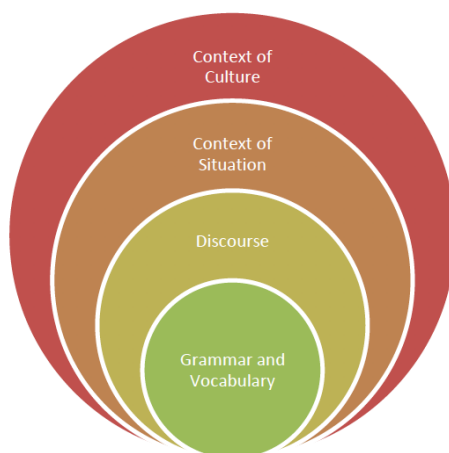 Context of
Culture
Context of
Situation
Discourse
Grammar and
Vocabulary